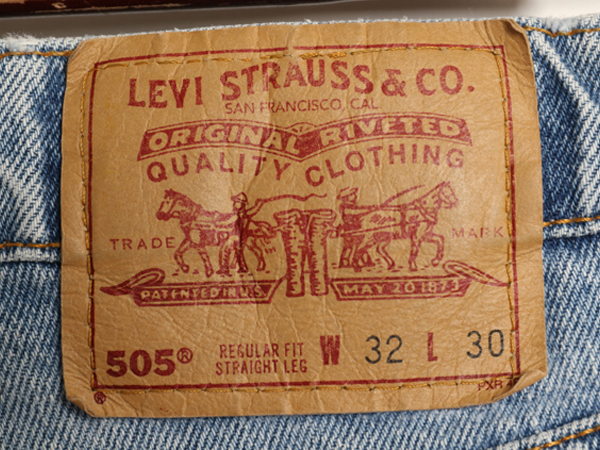 LEVI STRAUSS & CO.
SAN FRANCISCO, CAL.
ORIGINAL RIVETED
QUALITY CLOTHING
TRADE MARK
PATENTED IN U.S. MAY 20 1873
505® REGULAR FIT STRAIGHT LEG W 32 L 30
®